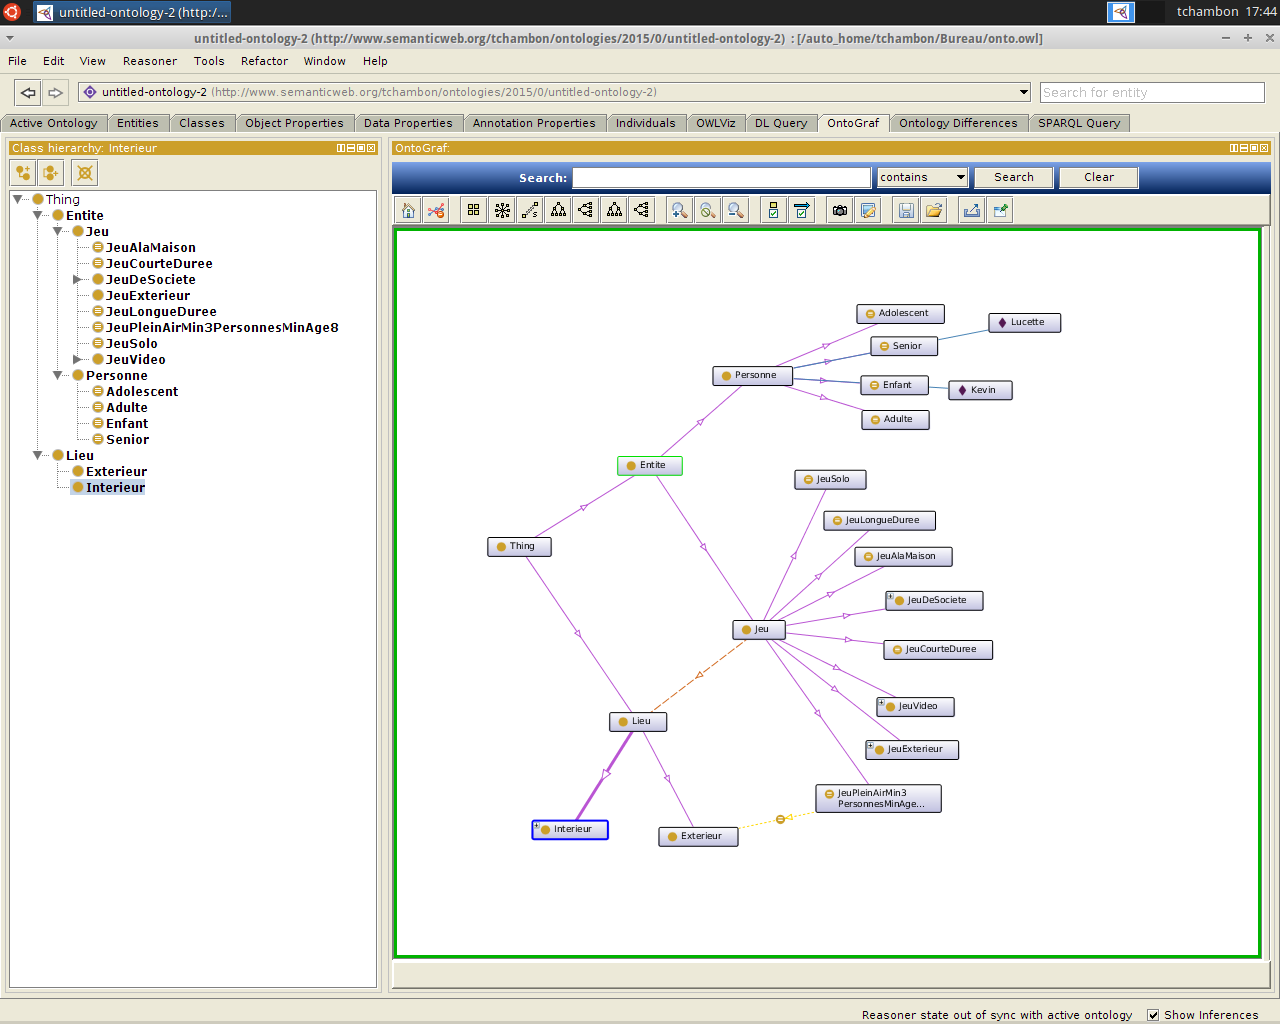 untitled-ontology-2 (http:/...
tchambon 17:44
untitled-ontology-2 (http://www.semanticweb.org/tchambon/ontologies/2015/0/untitled-ontology-2) : [/auto_home/tchambon/Bureau/onto.owl]
File Edit View Reasoner Tools Refactor Window Help
untitled-ontology-2 (http://www.semanticweb.org/tchambon/ontologies/2015/0/untitled-ontology-2)
Search for entity
Active Ontology Entities Classes Object Properties Data Properties Annotation Properties Individuals OWLViz DL Query OntoGraf Ontology Differences SPARQL Query
Class hierarchy: Interieur
Thing
Entite
Jeu
JeuAlaMaison
JeuCourteDuree
JeuDeSociete
JeuExterieur
JeuLongueDuree
JeuPleinAirMin3PersonnesMinAge8
JeuSolo
JeuVideo
Personne
Adolescent
Adulte
Enfant
Senior
Lieu
Exterieur
Interieur
OntoGraf:
Search: contains Search Clear
Adolescent
Lucette
Senior
Personne
Enfant
Kevin
Adulte
Entite
JeuSolo
JeuLongueDuree
Thing
JeuAlaMaison
JeuDeSociete
Jeu
JeuCourteDuree
JeuVideo
Lieu
JeuExterieur
JeuPleinAirMin3
PersonnesMinAge...
Interieur
Exterieur
Reasoner state out of sync with active ontology Show Inferences